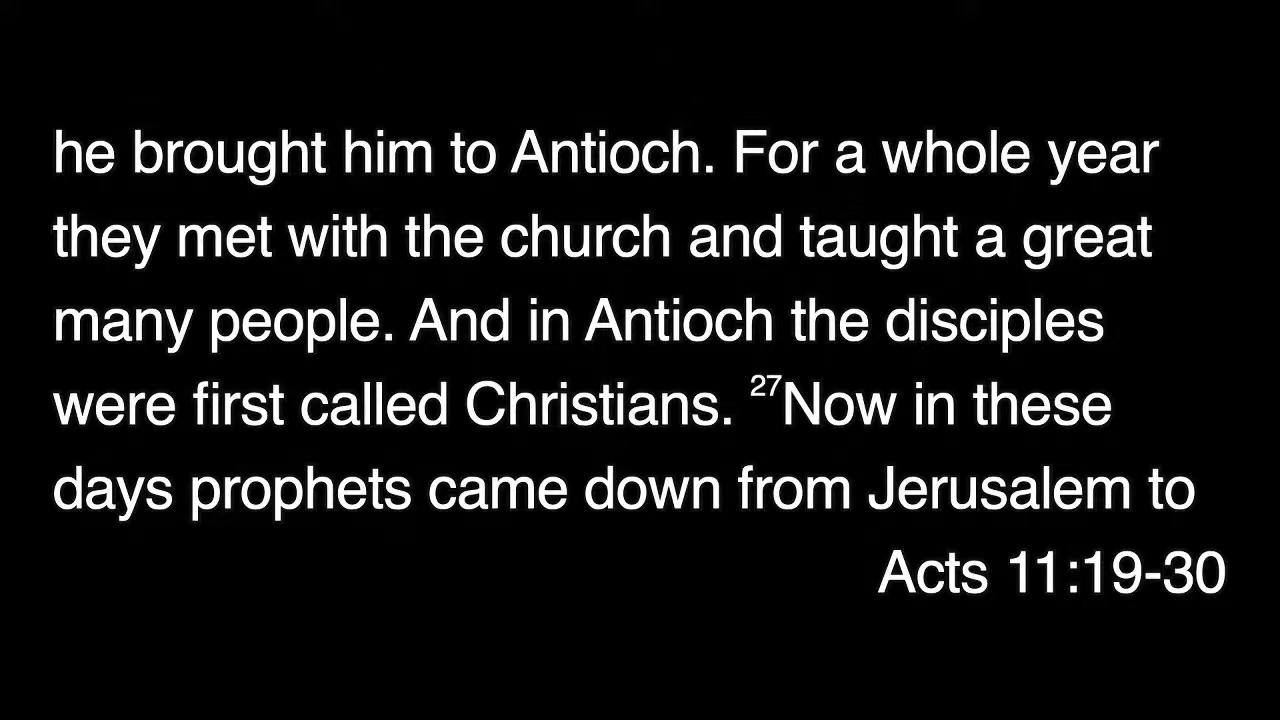 he brought him to Antioch. For a whole year
they met with the church and taught a great
many people. And in Antioch the disciples
were first called Christians. 27Now in these
days prophets came down from Jerusalem to
Acts 11:19-30